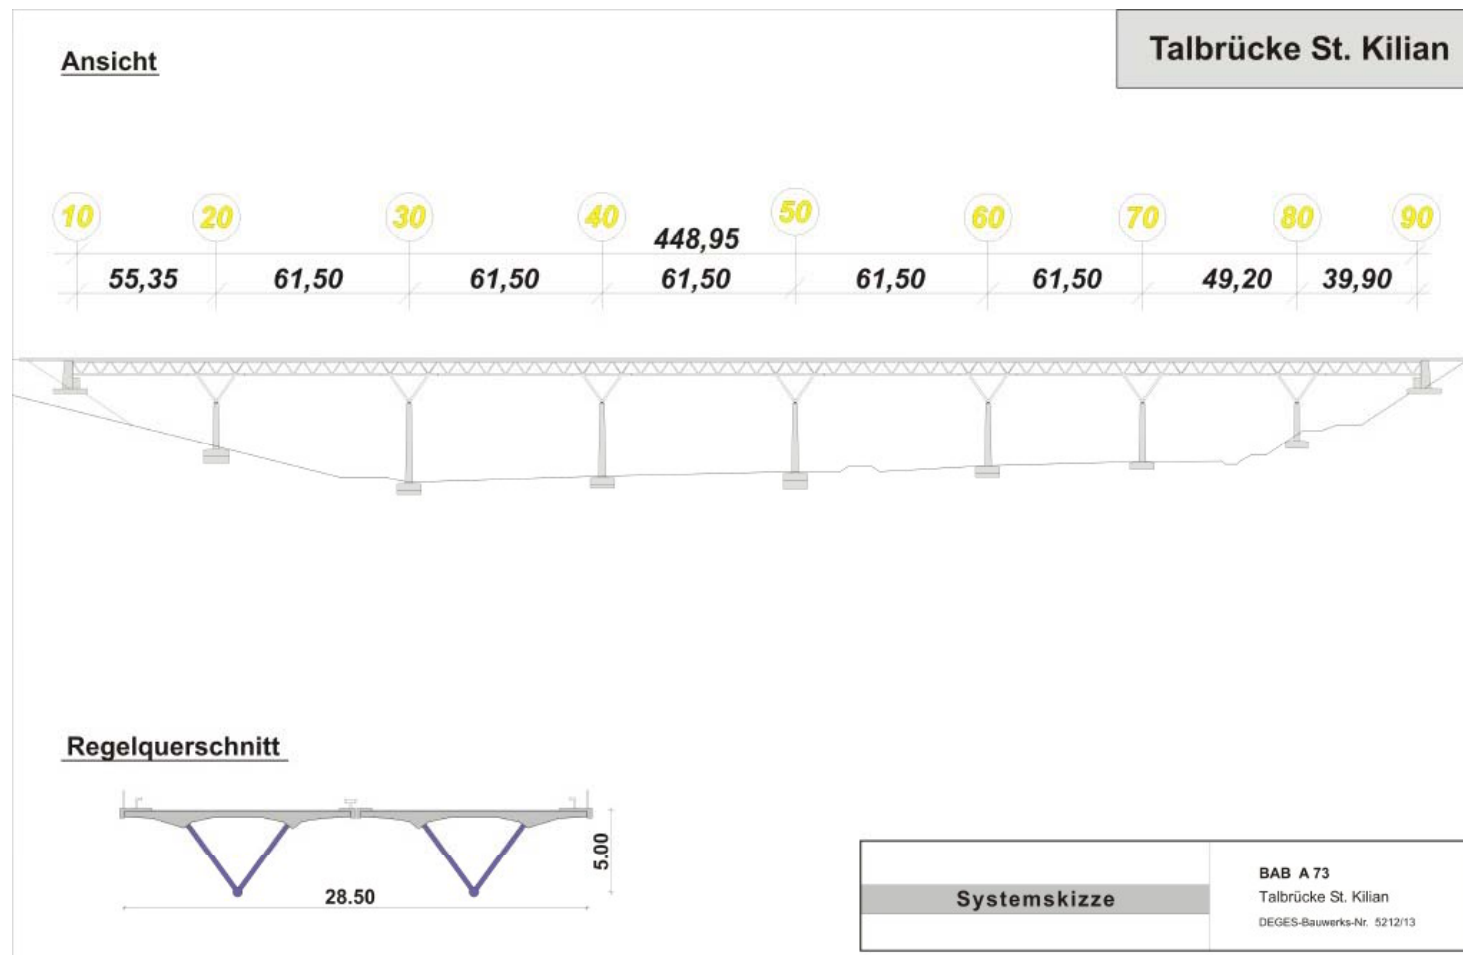 Talbrücke St. Kilian
Ansicht
10 20 30 40 50 60 70 80 90
448,95
55,35 61,50 61,50 61,50 61,50 61,50 49,20 39,90
Regelquerschnitt
5.00
28.50
Systemskizze
BAB A 73
Talbrücke St. Kilian
DEGES-Bauwerks-Nr. 5212/13